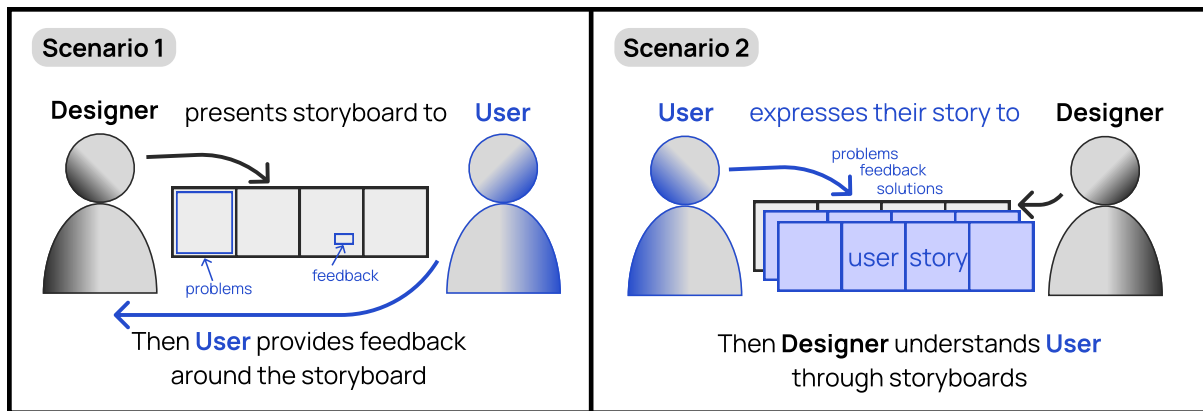 Scenario 1
Designer presents storyboard to User
problems
feedback
Then User provides feedback
around the storyboard
Scenario 2
User expresses their story to Designer
problems
feedback
solutions
user story
Then Designer understands User
through storyboards